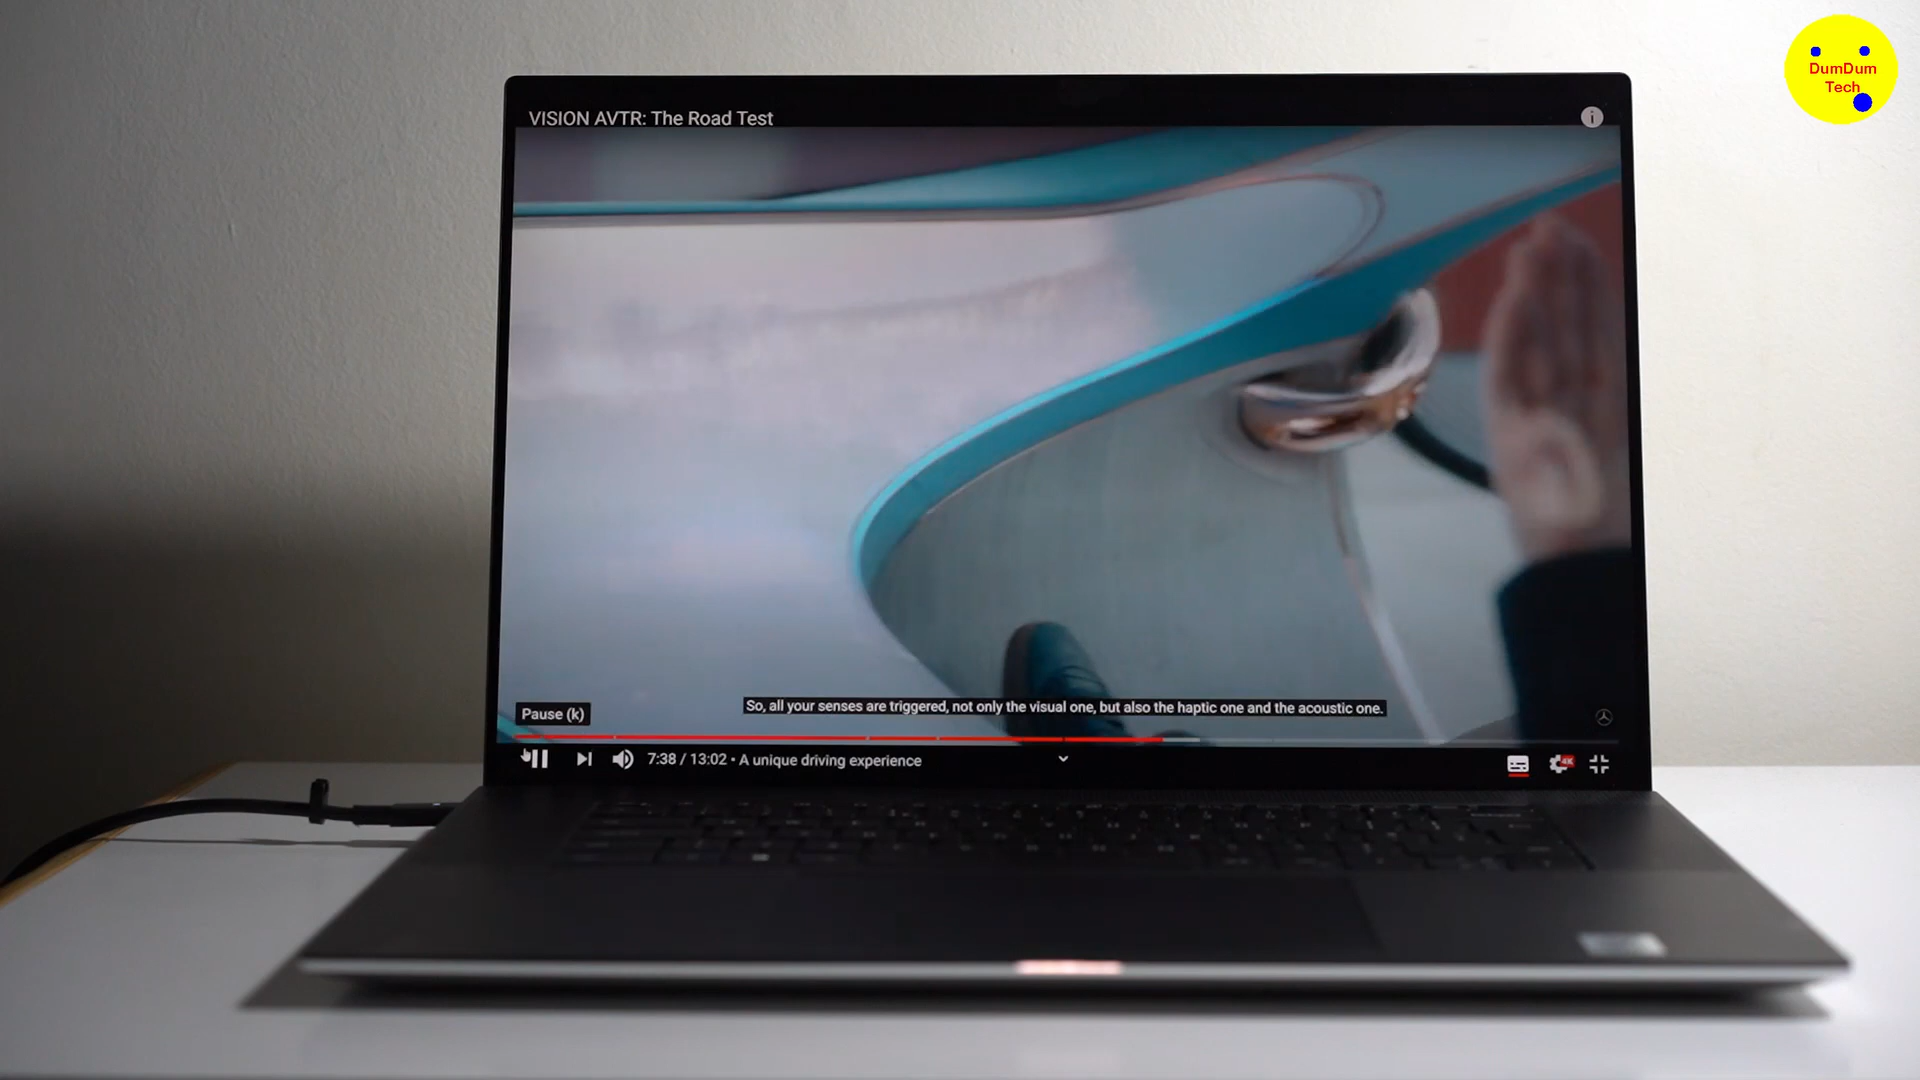 DumDum
Tech
VISION AVTR: The Road Test
So, all your senses are triggered, not only the visual one, but also the haptic one and the acoustic one.
Pause (k)
7:38 / 13:02 • A unique driving experience
4K